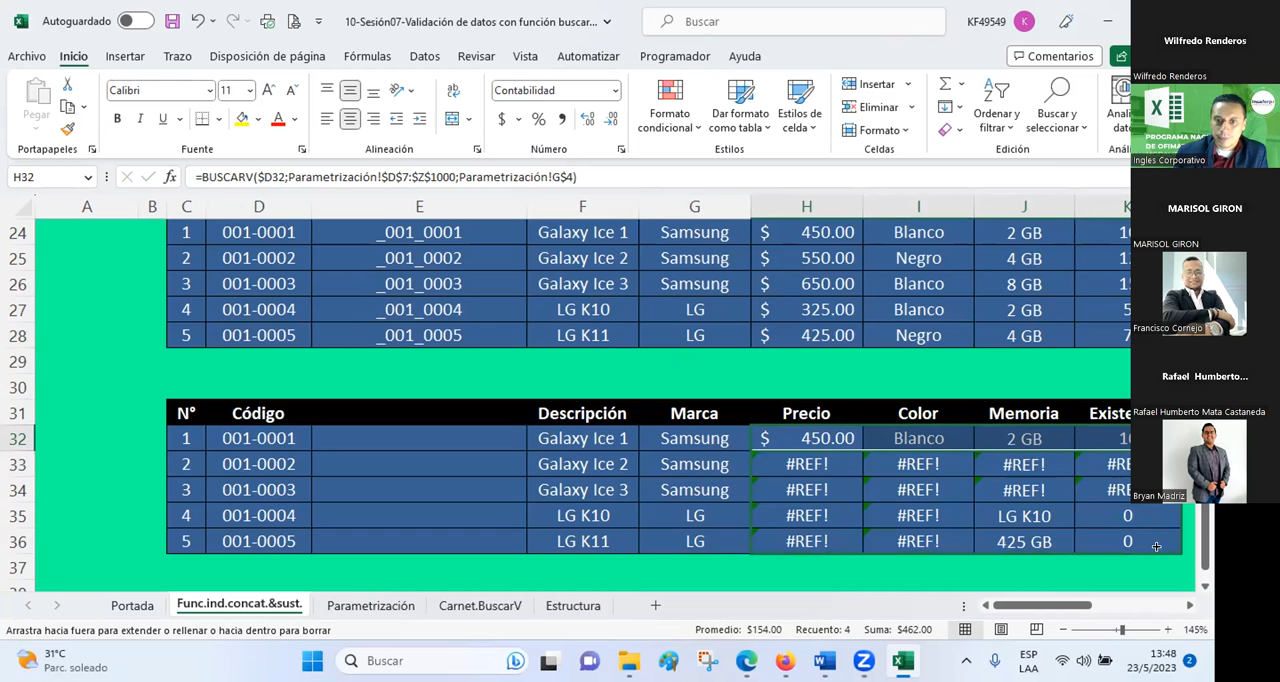 Autoguardado
10-Sesión07-Validación de datos con función buscar...
Buscar
KF49549
K
Wilfredo Renderos
Archivo Inicio Insertar Trazo Disposición de página Fórmulas Datos Revisar Vista Automatizar Programador Ayuda
Comentarios
Wilfredo Renderos
Pegar
Calibri 11
Contabilidad
Formato condicional
Dar formato como tabla
Estilos de celda
Insertar
Eliminar
Formato
Ordenar y filtrar
Buscar y seleccionar
Portapapeles Fuente Alineación Número Estilos Celdas Edición
PROGRAMA NA
DE OFIMÁ
Ingles Corporativo
H32
=BUSCARV($D32;Parametrización!$D$7:$Z$1000;Parametrización!G$4)
A B C D E F G H I J K
24 1 001-0001 _001_0001 Galaxy Ice 1 Samsung $ 450.00 Blanco 2 GB
25 2 001-0002 _001_0002 Galaxy Ice 2 Samsung $ 550.00 Negro 4 GB
26 3 001-0003 _001_0003 Galaxy Ice 3 Samsung $ 650.00 Blanco 8 GB
27 4 001-0004 _001_0004 LG K10 LG $ 325.00 Blanco 2 GB
28 5 001-0005 _001_0005 LG K11 LG $ 425.00 Negro 4 GB
29
30
31 N° Código Descripción Marca Precio Color Memoria Existe
32 1 001-0001 Galaxy Ice 1 Samsung $ 450.00 Blanco 2 GB
33 2 001-0002 Galaxy Ice 2 Samsung #REF! #REF! #REF! #RE
34 3 001-0003 Galaxy Ice 3 Samsung #REF! #REF! #REF! #RE
35 4 001-0004 LG K10 LG #REF! #REF! LG K10 0
36 5 001-0005 LG K11 LG #REF! #REF! 425 GB 0
37
MARISOL GIRON
MARISOL GIRON
Francisco Cornejo
Rafael Humberto...
Rafael Humberto Mata Castaneda
Bryan Madriz
Portada Func.ind.concat.&sust. Parametrización Carnet.BuscarV Estructura
Arrastra hacia fuera para extender o rellenar o hacia dentro para borrar
Promedio: $154.00 Recuento: 4 Suma: $462.00
145%
31°C
Parc. soleado
Buscar
ESP
LAA
13:48
23/5/2023
2